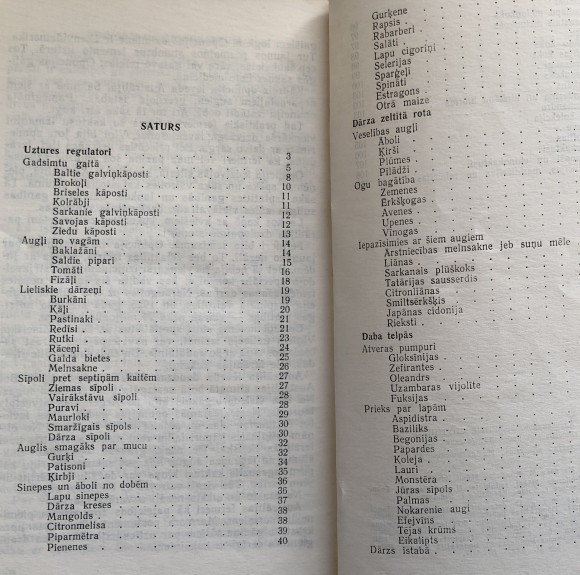 SATURS
Uztures regulatori . . . . . . . . . . 3
Gadsimtu gaitā . . . . . . . . . . 5
Baltie galviņkāposti . . . . . . . . 8
Brokoļi . . . . . . . . . . 10
Briseles kāposti . . . . . . . . 11
Kolrābji . . . . . . . . . . 11
Sarkanie galviņkāposti . . . . . . . 12
Savojas kāposti . . . . . . . . 12
Ziedu kāposti . . . . . . . . 13
Augļi no vagām . . . . . . . . . . 14
Baklažāni . . . . . . . . . . 14
Saldie pipari . . . . . . . . 15
Tomāti . . . . . . . . . . 16
Fizāļi . . . . . . . . . . 18
Lieliskie dārzeņi . . . . . . . . . . 19
Burkāni . . . . . . . . . . 19
Kāļi . . . . . . . . . . 20
Pastinaki . . . . . . . . . . 21
Redīsi . . . . . . . . . . 21
Rutki . . . . . . . . . . 23
Rāceņi . . . . . . . . . . 24
Galda bietes . . . . . . . . 25
Melnsakne . . . . . . . . . . 26
Sīpoli pret septiņām kaitēm . . . . . . . 27
Ziemas sīpoli . . . . . . . . 27
Vairākstāvu sīpoli . . . . . . . 28
Puravi . . . . . . . . . . 28
Maurloki . . . . . . . . . . 29
Smaržīgais sīpols . . . . . . . 30
Dārza sīpoli . . . . . . . . 30
Auglis smagāks par mucu . . . . . . . 32
Gurķi . . . . . . . . . . 32
Patisoni . . . . . . . . . . 34
Ķirbji . . . . . . . . . . 35
Sinepes un āboli no dobēm . . . . . . . 36
Lapu sinepes . . . . . . . . 36
Dārza kreses . . . . . . . . 37
Mangolds . . . . . . . . . . 38
Citronmelisa . . . . . . . . 38
Piparmētra . . . . . . . . . . 39
Pienenes . . . . . . . . . . 40
Gurķene . . . . . . . .
Rapsis . . . . . . . .
Rabarberi . . . . . . . .
Salāti . . . . . . . .
Lapu cigoriņi . . . . . . .
Selerijas . . . . . . . .
Sparģeļi . . . . . . . .
Spināti . . . . . . . .
Estragons . . . . . . . .
Otrā maize . . . . . . . .
Dārza zeltītā rota . . . . . . .
Veselības augļi . . . . . . . .
Āboli . . . . . . . .
Ķirši . . . . . . . .
Plūmes . . . . . . . .
Pīlādži . . . . . . . .
Ogu bagātība . . . . . . . .
Zemenes . . . . . . . .
Ērkšķogas . . . . . . . .
Avenes . . . . . . . .
Upenes . . . . . . . .
Vīnogas . . . . . . . .
Iepazīsimies ar šiem augiem . . . . . .
Ārstniecības melnsakne jeb suņu mēle .
Liānas . . . . . . . .
Sarkanais plūškoks . . . . . .
Tatārijas sausserdis . . . . . .
Citronliānas . . . . . . .
Smiltsērkšķis . . . . . . .
Japānas cidonija . . . . . .
Rieksti . . . . . . . .
Daba telpās . . . . . . . .
Atveras pumpuri . . . . . . .
Gloksīnijas . . . . . . .
Zefirantes . . . . . . .
Oleandrs . . . . . . . .
Uzambaras vijolīte . . . . . .
Fuksijas . . . . . . . .
Prieks par lapām . . . . . . .
Aspidistra . . . . . . . .
Baziliks . . . . . . . .
Begonijas . . . . . . . .
Papardes . . . . . . . .
Koleja . . . . . . . .
Lauri . . . . . . . .
Monstēra . . . . . . . .
Jūras sīpols . . . . . . .
Palmas . . . . . . . .
Nokarenie augi . . . . . . .
Efejvīns . . . . . . . .
Tējas krūms . . . . . . .
Eikalipts . . . . . . . .
Dārzs istabā . . . . . . . .